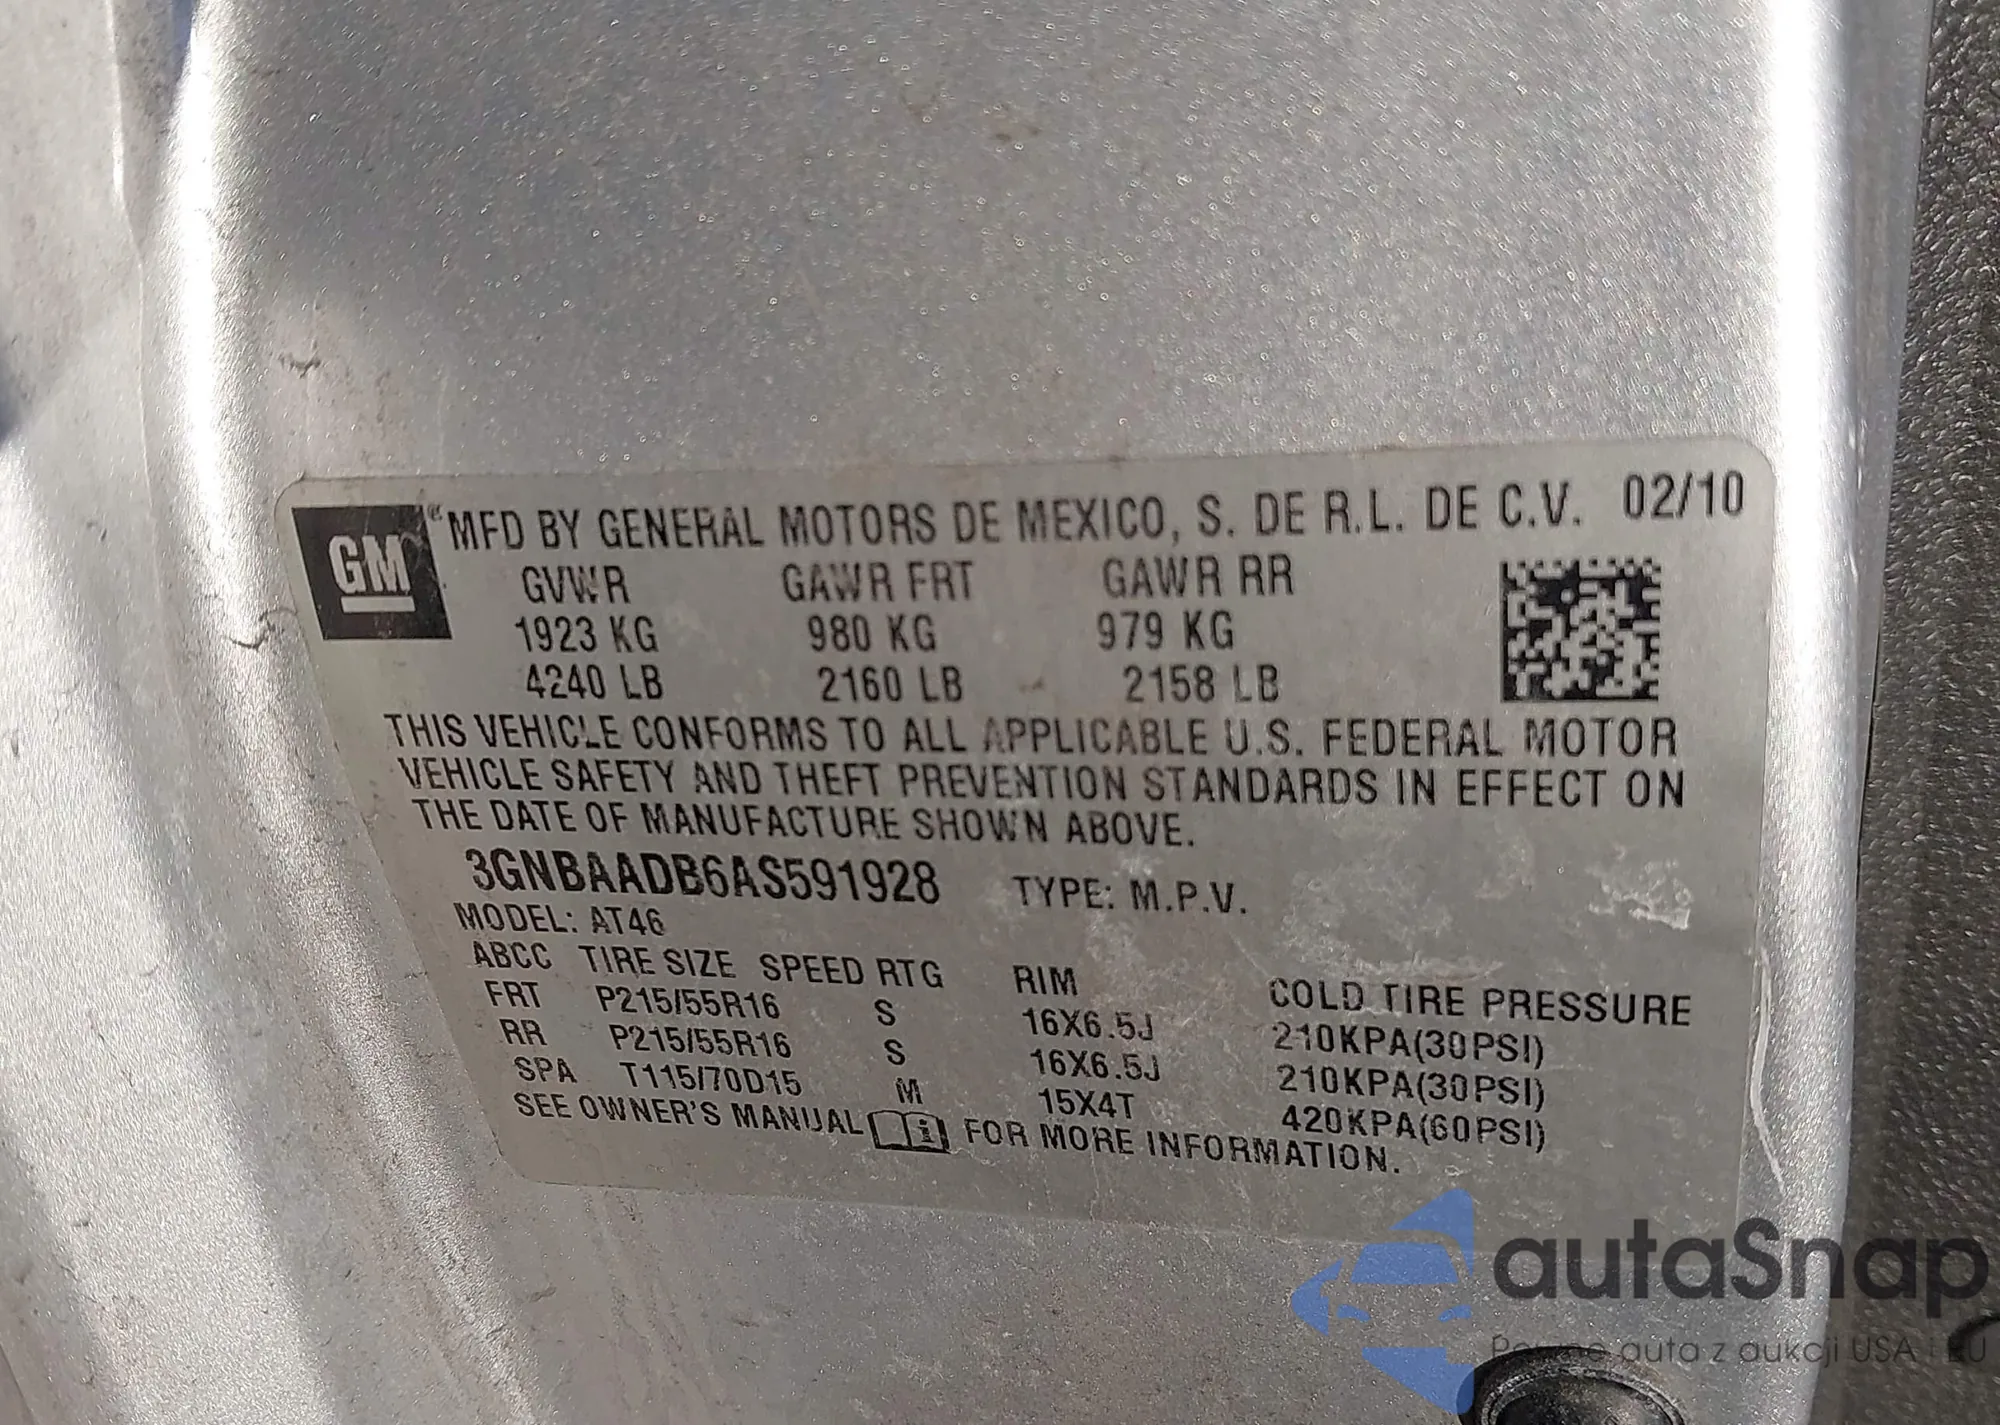 GM MFD BY GENERAL MOTORS DE MEXICO, S. DE R.L. DE C.V. 02/10
GVWR GAWR FRT GAWR RR
1923 KG 980 KG 979 KG
4240 LB 2160 LB 2158 LB
THIS VEHICLE CONFORMS TO ALL APPLICABLE U.S. FEDERAL MOTOR
VEHICLE SAFETY AND THEFT PREVENTION STANDARDS IN EFFECT ON
THE DATE OF MANUFACTURE SHOWN ABOVE.
3GNBAADB6AS591928 TYPE: M.P.V.
MODEL: AT46
ABCC TIRE SIZE SPEED RTG RIM COLD TIRE PRESSURE
FRT P215/55R16 S 16X6.5J 210KPA(30PSI)
RR P215/55R16 S 16X6.5J 210KPA(30PSI)
SPA T115/70D15 M 15X4T 420KPA(60PSI)
SEE OWNER'S MANUAL FOR MORE INFORMATION.
autaSnap
auta z aukcji USA i EU